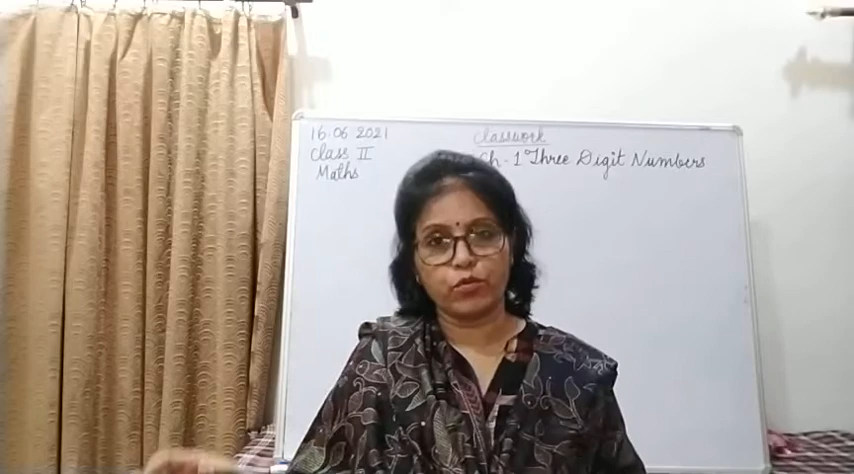 16.06.2021
Class II
Maths
Classwork
Ch-1 Three Digit Numbers